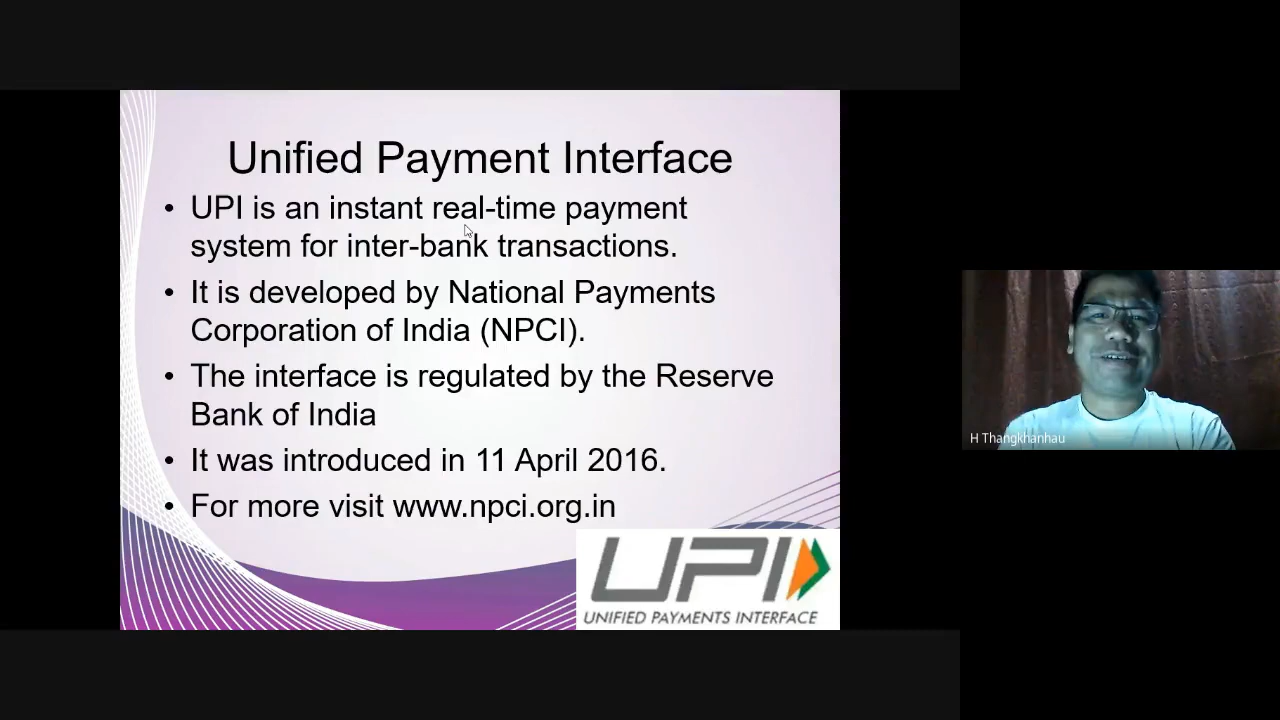 Unified Payment Interface
• UPI is an instant real-time payment
system for inter-bank transactions.
• It is developed by National Payments
Corporation of India (NPCI).
• The interface is regulated by the Reserve
Bank of India
• It was introduced in 11 April 2016.
• For more visit www.npci.org.in
UPI
UNIFIED PAYMENTS INTERFACE
H Thangkhanhau